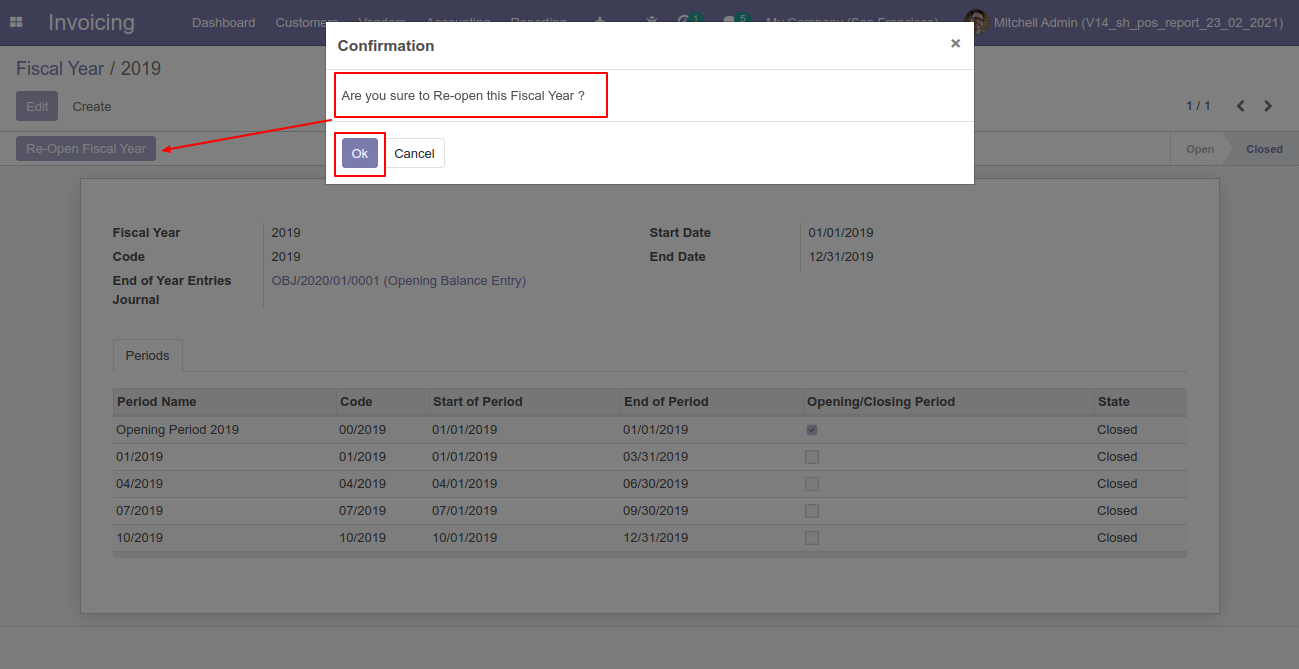 Invoicing Dashboard Customers Vendors Accounting Reporting 1 5 My Company (San Francisco) Mitchell Admin (V14_sh_pos_report_23_02_2021)
Confirmation ×
Fiscal Year / 2019
Are you sure to Re-open this Fiscal Year ?
Edit Create 1 / 1
Re-Open Fiscal Year Ok Cancel Open Closed
Fiscal Year 2019 Start Date 01/01/2019
Code 2019 End Date 12/31/2019
End of Year Entries OBJ/2020/01/0001 (Opening Balance Entry)
Journal
Periods
Period Name Code Start of Period End of Period Opening/Closing Period State
Opening Period 2019 00/2019 01/01/2019 01/01/2019 Closed
01/2019 01/2019 01/01/2019 03/31/2019 Closed
04/2019 04/2019 04/01/2019 06/30/2019 Closed
07/2019 07/2019 07/01/2019 09/30/2019 Closed
10/2019 10/2019 10/01/2019 12/31/2019 Closed